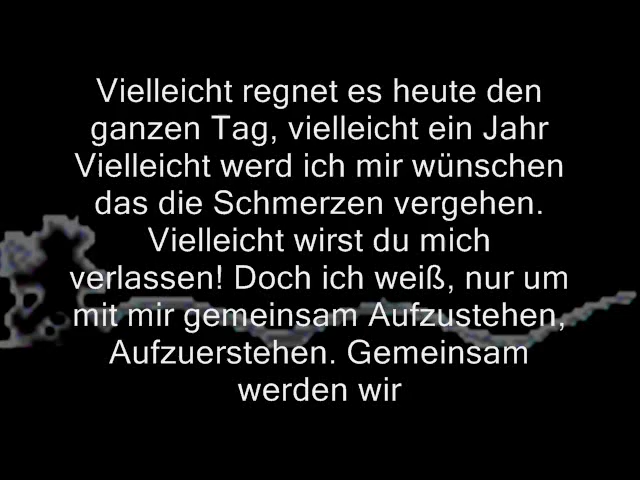 Vielleicht regnet es heute den
ganzen Tag, vielleicht ein Jahr
Vielleicht werd ich mir wünschen
das die Schmerzen vergehen.
Vielleicht wirst du mich
verlassen! Doch ich weiß, nur um
mit mir gemeinsam Aufzustehen,
Aufzuerstehen. Gemeinsam
werden wir